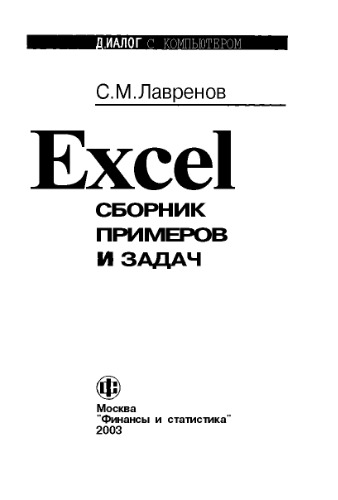 ДИАЛОГ С КОМПЬЮТЕРОМ
С.М.Лавренов
Excel
СБОРНИК
ПРИМЕРОВ
И ЗАДАЧ
Москва
"Финансы и статистика"
2003